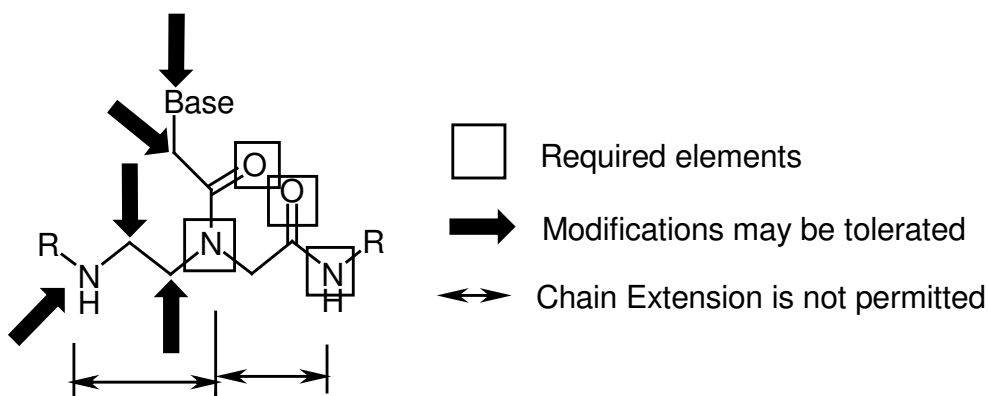 Base
O
O
R
N
H
N
N
H
R
Required elements
Modifications may be tolerated
Chain Extension is not permitted